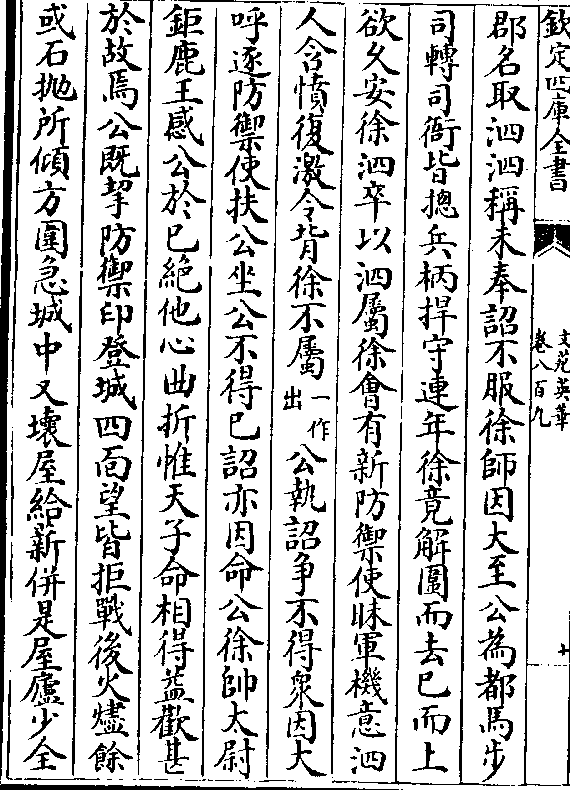 欽定四庫全書
文苑英華
卷八百九
十
郡名取泗泗稱未奉詔不服徐師因大至公為都馬步
司轉司衙皆摠兵柄捍守連年徐竟解圍而去已而上
欲久安徐泗卒以泗屬徐會有新防禦使昧軍機意泗
人含憤復激令背徐不屬一作出公執詔爭不得衆因大
呼逐防禦使扶公坐公不得已詔亦因命公徐帥太尉
鉅鹿王感公於已絶他心曲折惟天子命相得益歡甚
於故焉公既挈防禦印登城四面望皆拒戰後火燼餘
或石抛所傾方圍急城中又壞屋給薪併是屋廬少全